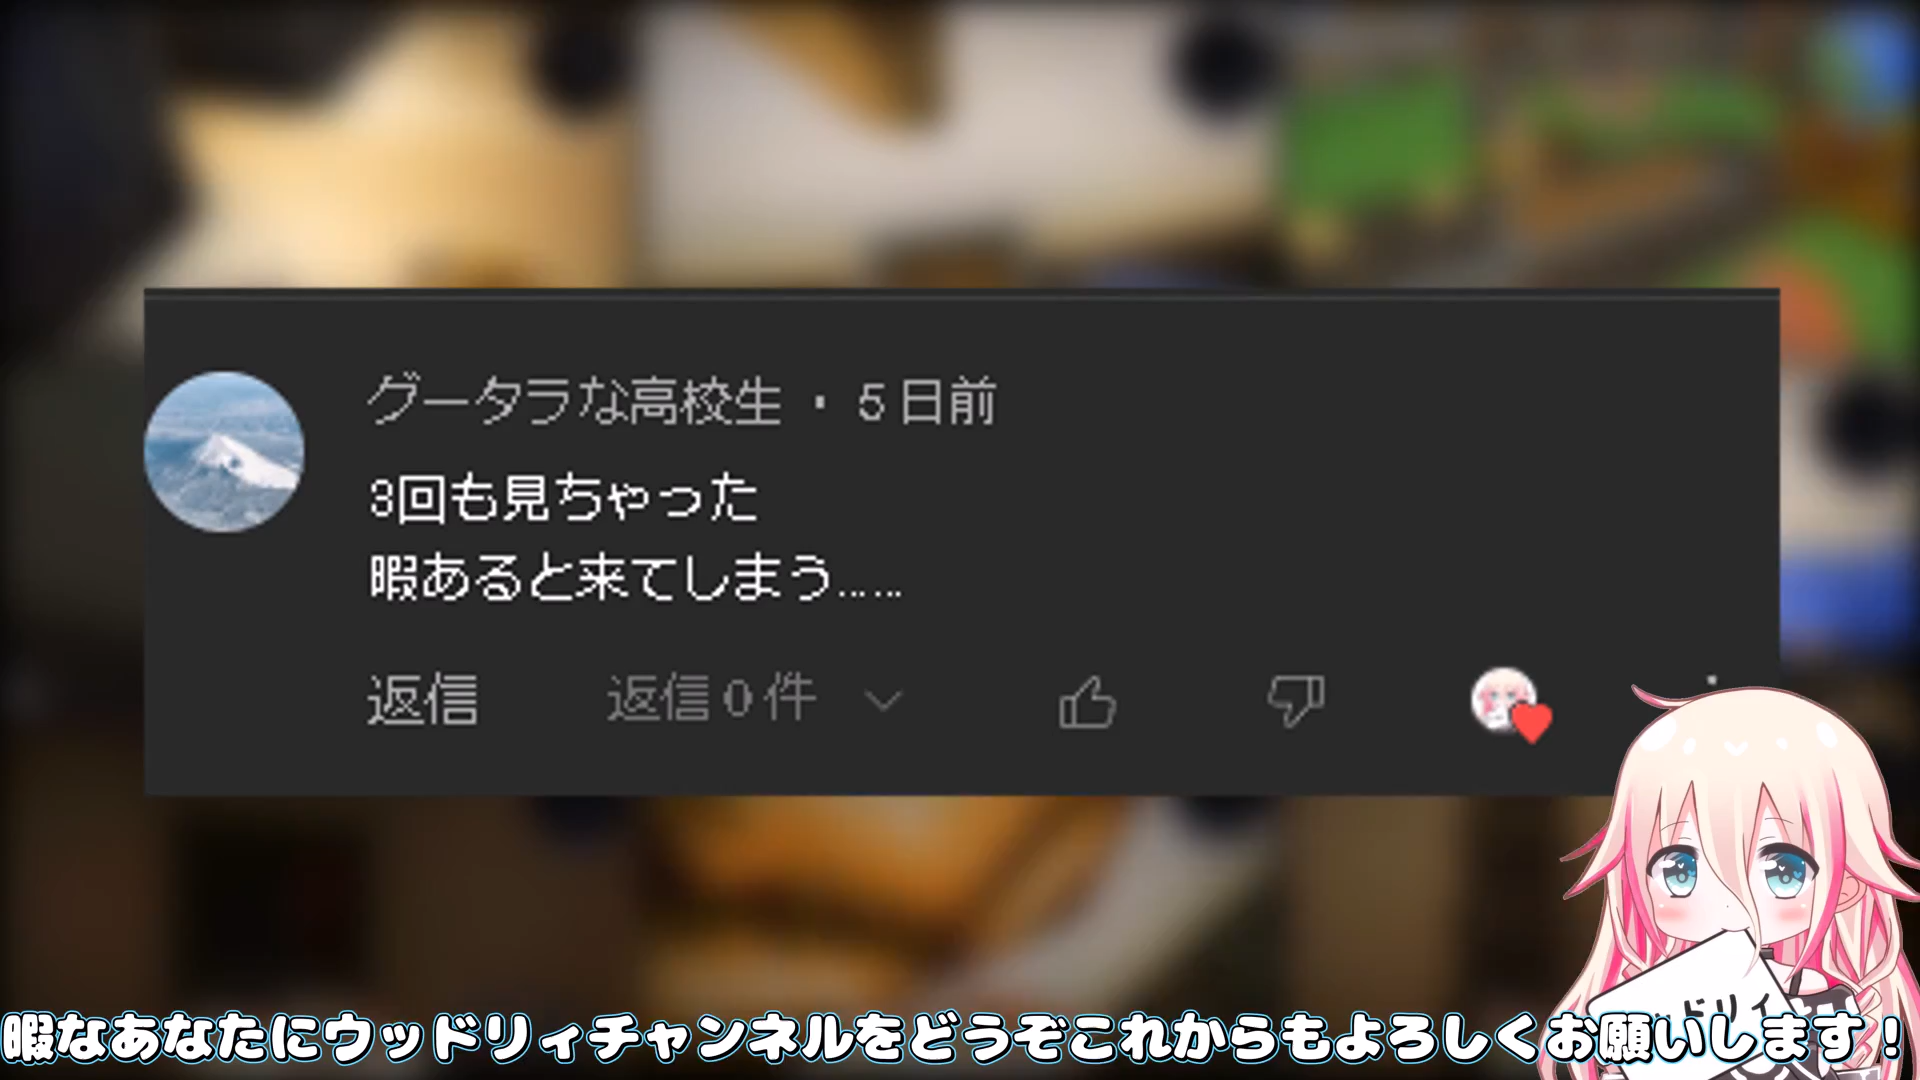 グータラな高校生・5 日前
3回も見ちゃった
暇あると来てしまう……
返信 返信 0 件
ドリィ
暇なあなたにウッドリィチャンネルをどうぞこれからもよろしくお願いします！